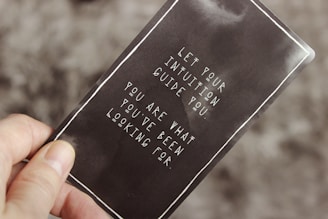 LET YOUR
INTUITION
GUIDE YOU.
YOU ARE WHAT
YOU'VE BEEN
LOOKING FOR.